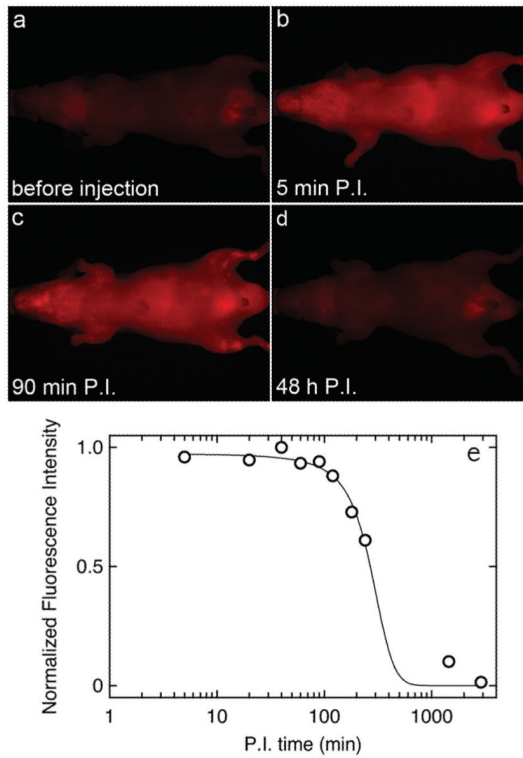 a
before injection
b
5 min P.I.
c
90 min P.I.
d
48 h P.I.
e
Normalized Fluorescence Intensity
1.0
0.5
0
1
10
100
1000
P.I. time (min)